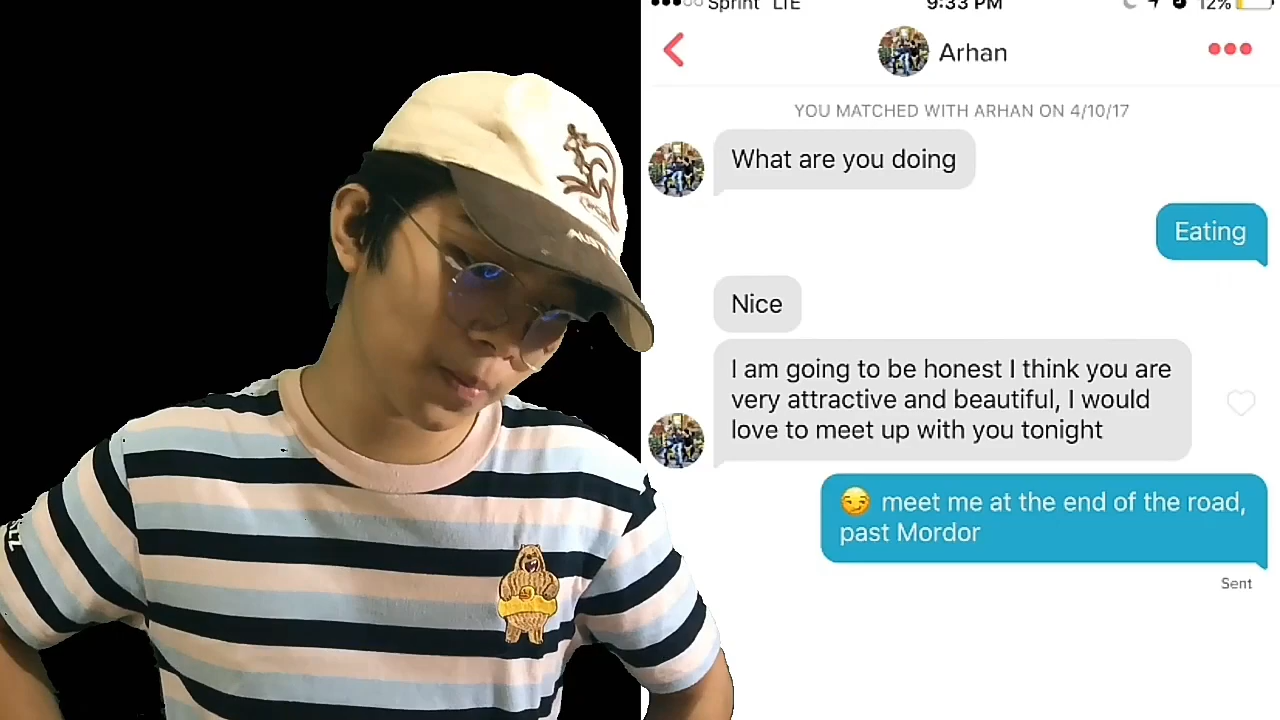 Sprint LTE 9:33 PM 12%
Arhan
YOU MATCHED WITH ARHAN ON 4/10/17
What are you doing
Eating
Nice
I am going to be honest I think you are
very attractive and beautiful, I would
love to meet up with you tonight
😏 meet me at the end of the road,
past Mordor
Sent